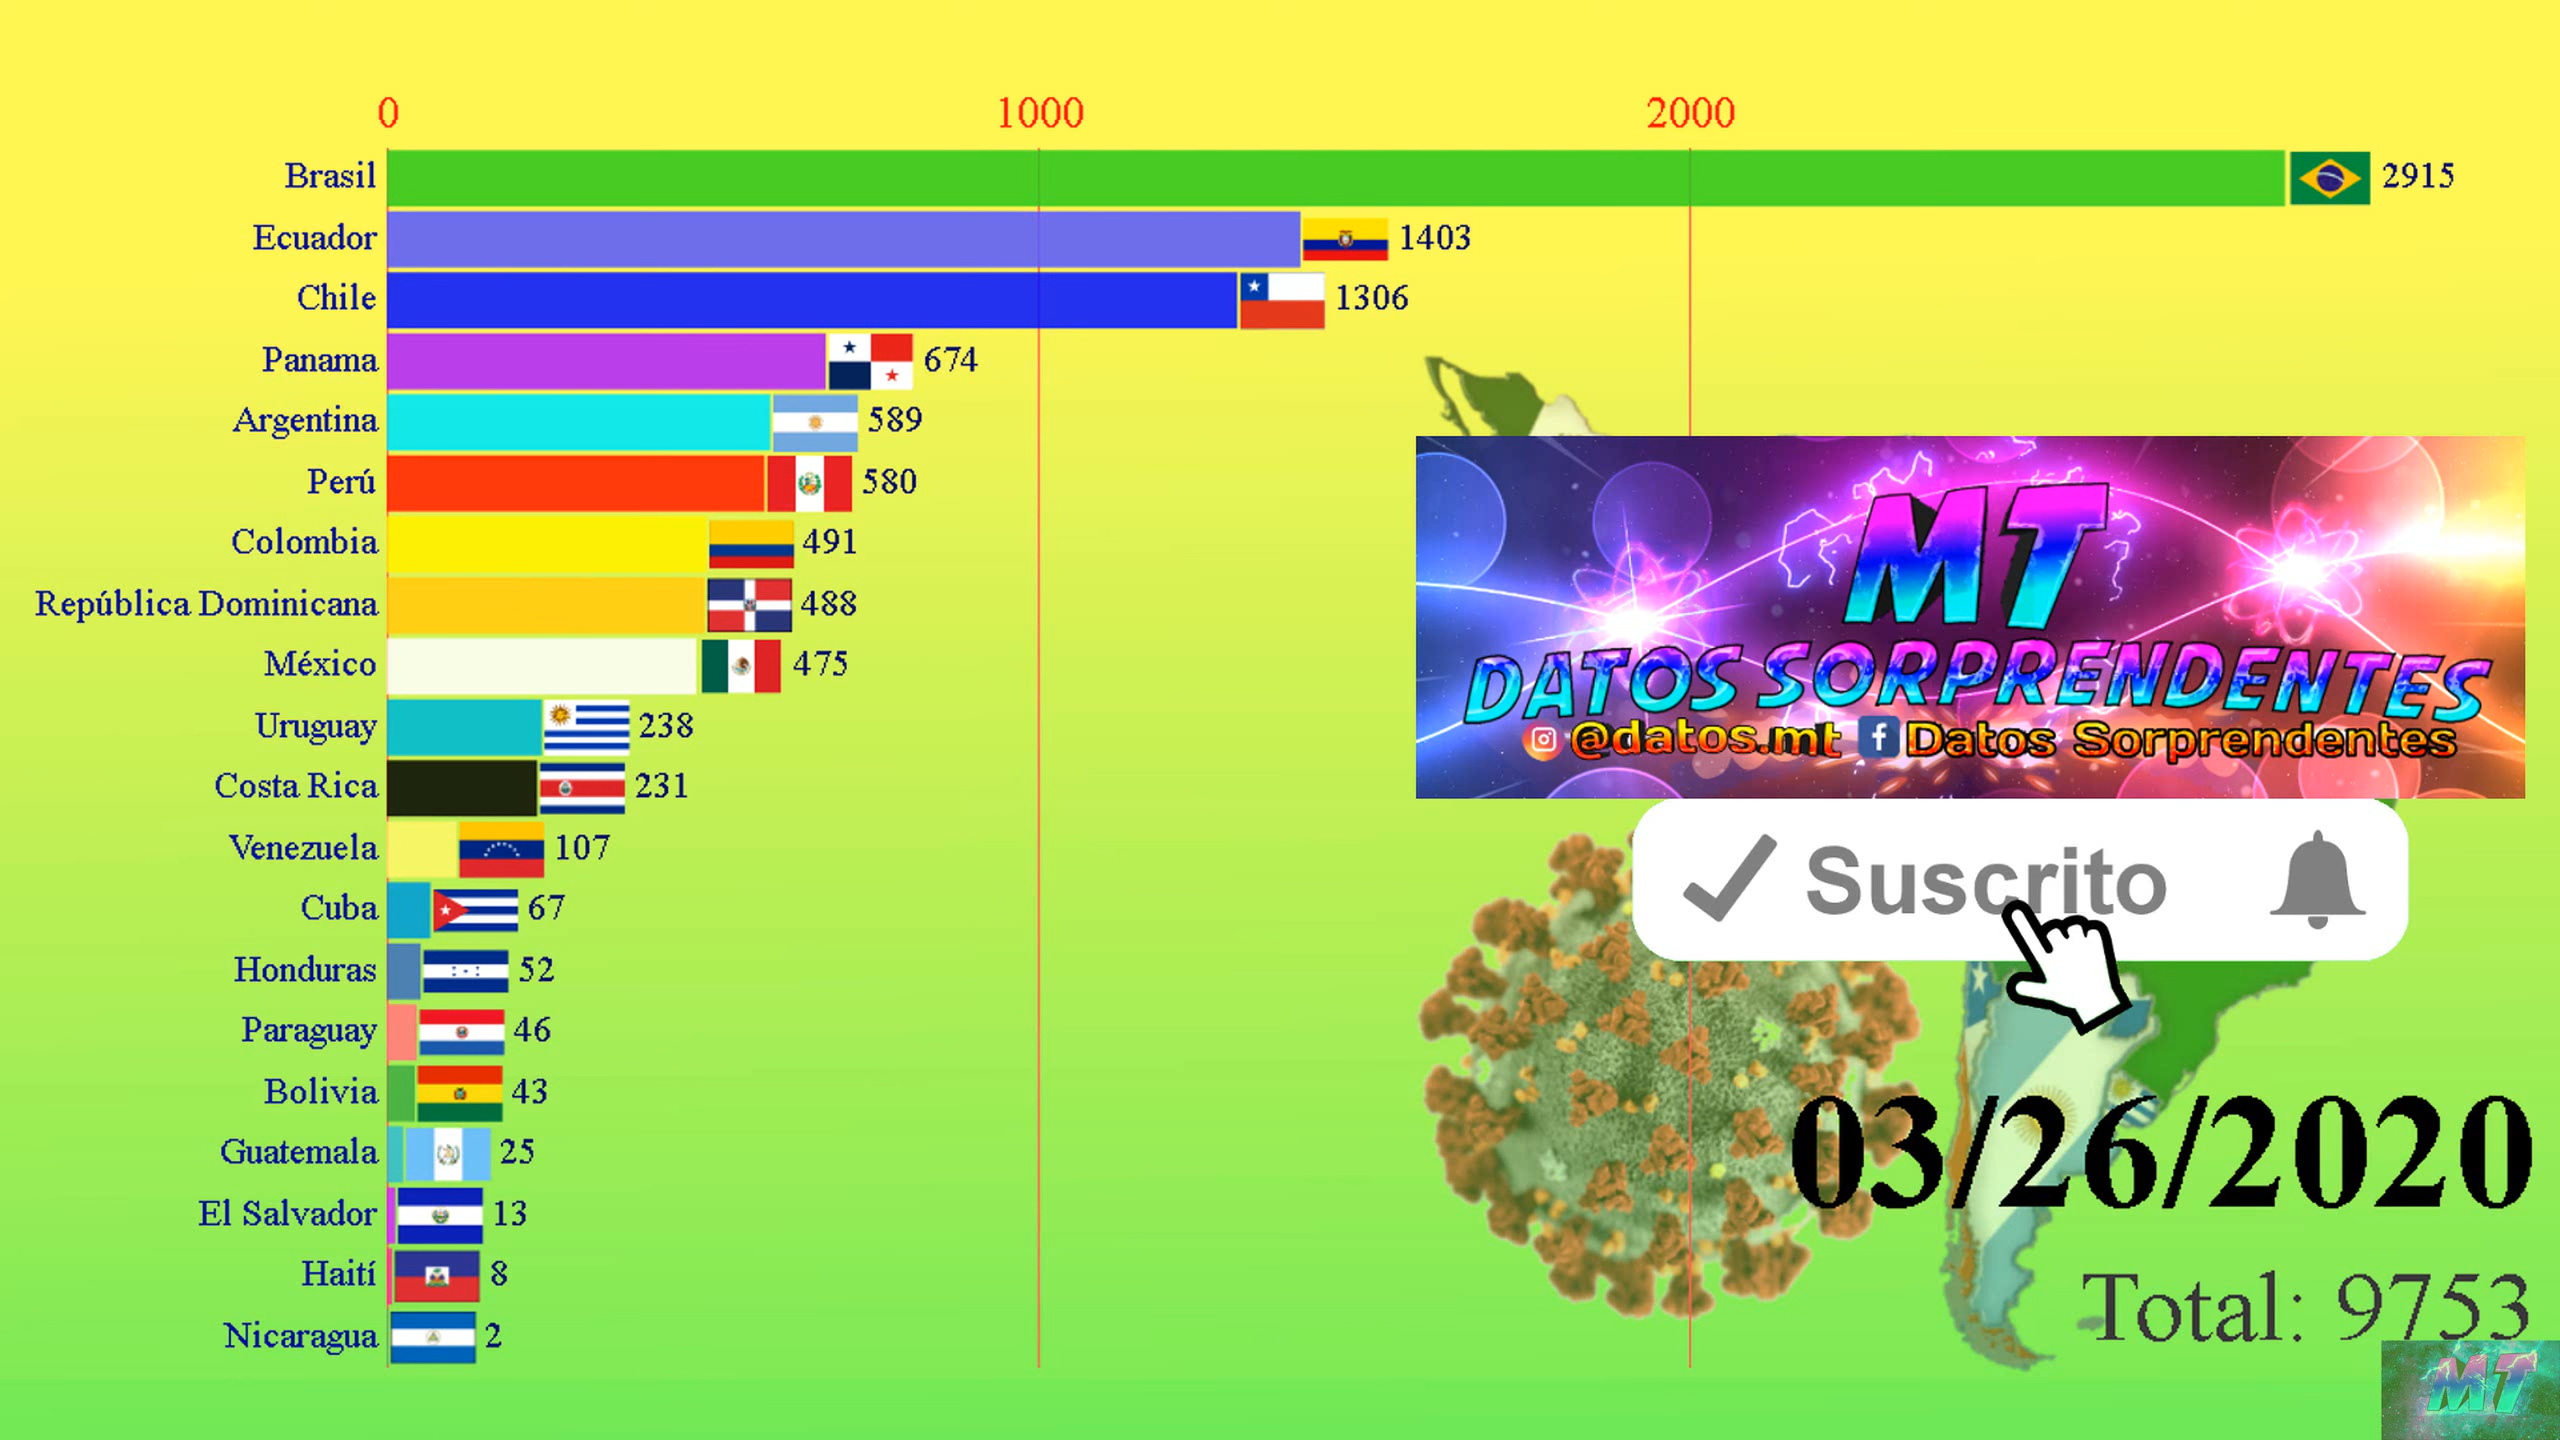 0 1000 2000
Brasil 2915
Ecuador 1403
Chile 1306
Panama 674
Argentina 589
Perú 580
Colombia 491
República Dominicana 488
México 475
Uruguay 238
Costa Rica 231
Venezuela 107
Cuba 67
Honduras 52
Paraguay 46
Bolivia 43
Guatemala 25
El Salvador 13
Haití 8
Nicaragua 2
MT
DATOS SORPRENDENTES
@datos.mt Datos Sorprendentes
Suscrito
03/26/2020
Total: 9753
MT